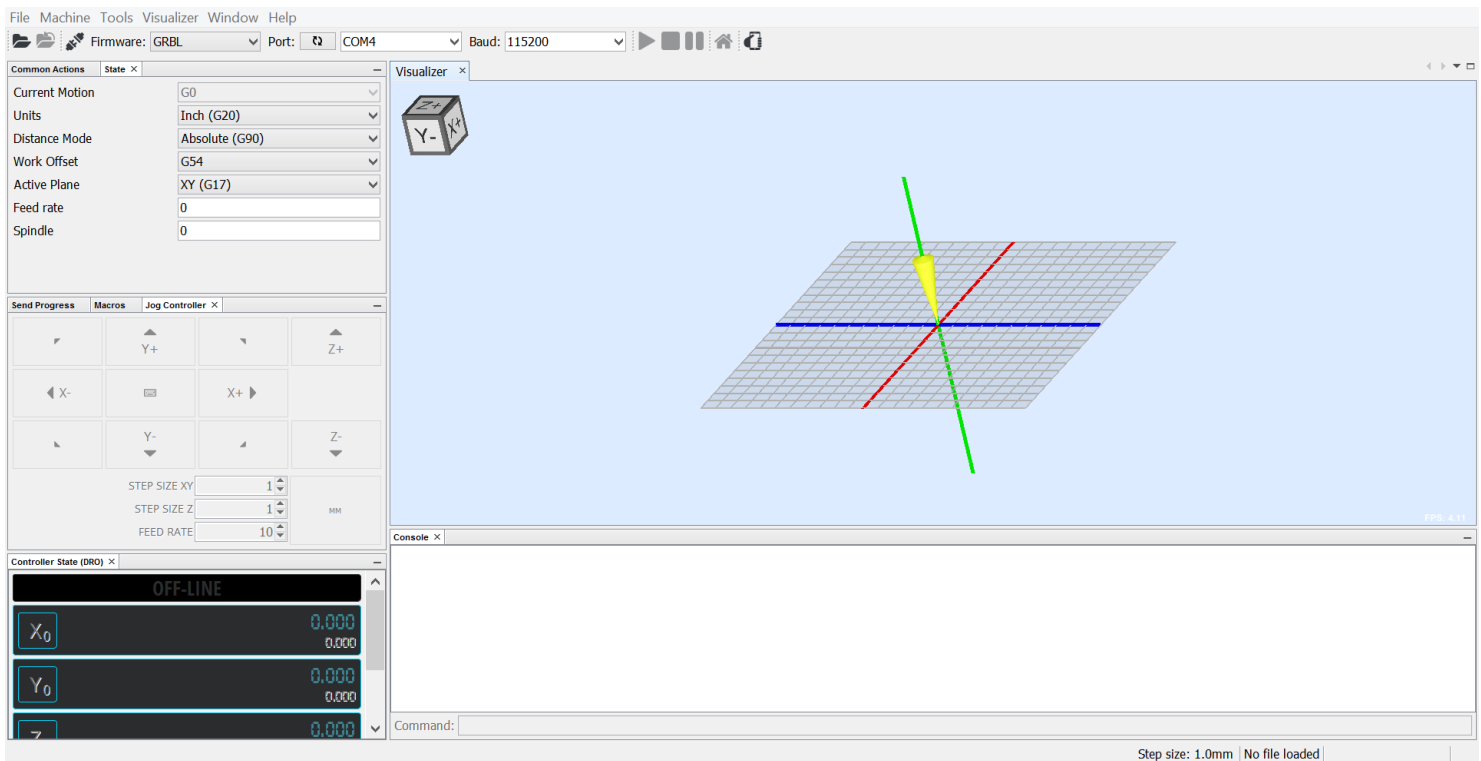 File Machine Tools Visualizer Window Help
Firmware: GRBL Port: COM4 Baud: 115200
Common Actions State ×
Current Motion G0
Units Inch (G20)
Distance Mode Absolute (G90)
Work Offset G54
Active Plane XY (G17)
Feed rate 0
Spindle 0
Send Progress Macros Jog Controller ×
Y+ Z+
X- X+
Y- Z-
STEP SIZE XY 1
STEP SIZE Z 1
MM
FEED RATE 10
Controller State (DRO) ×
OFF-LINE
X0 0.000
0.000
Y0 0.000
0.000
Z 0.000
Visualizer ×
Z+
Y- X+
FPS: 4.11
Console ×
Command:
Step size: 1.0mm No file loaded